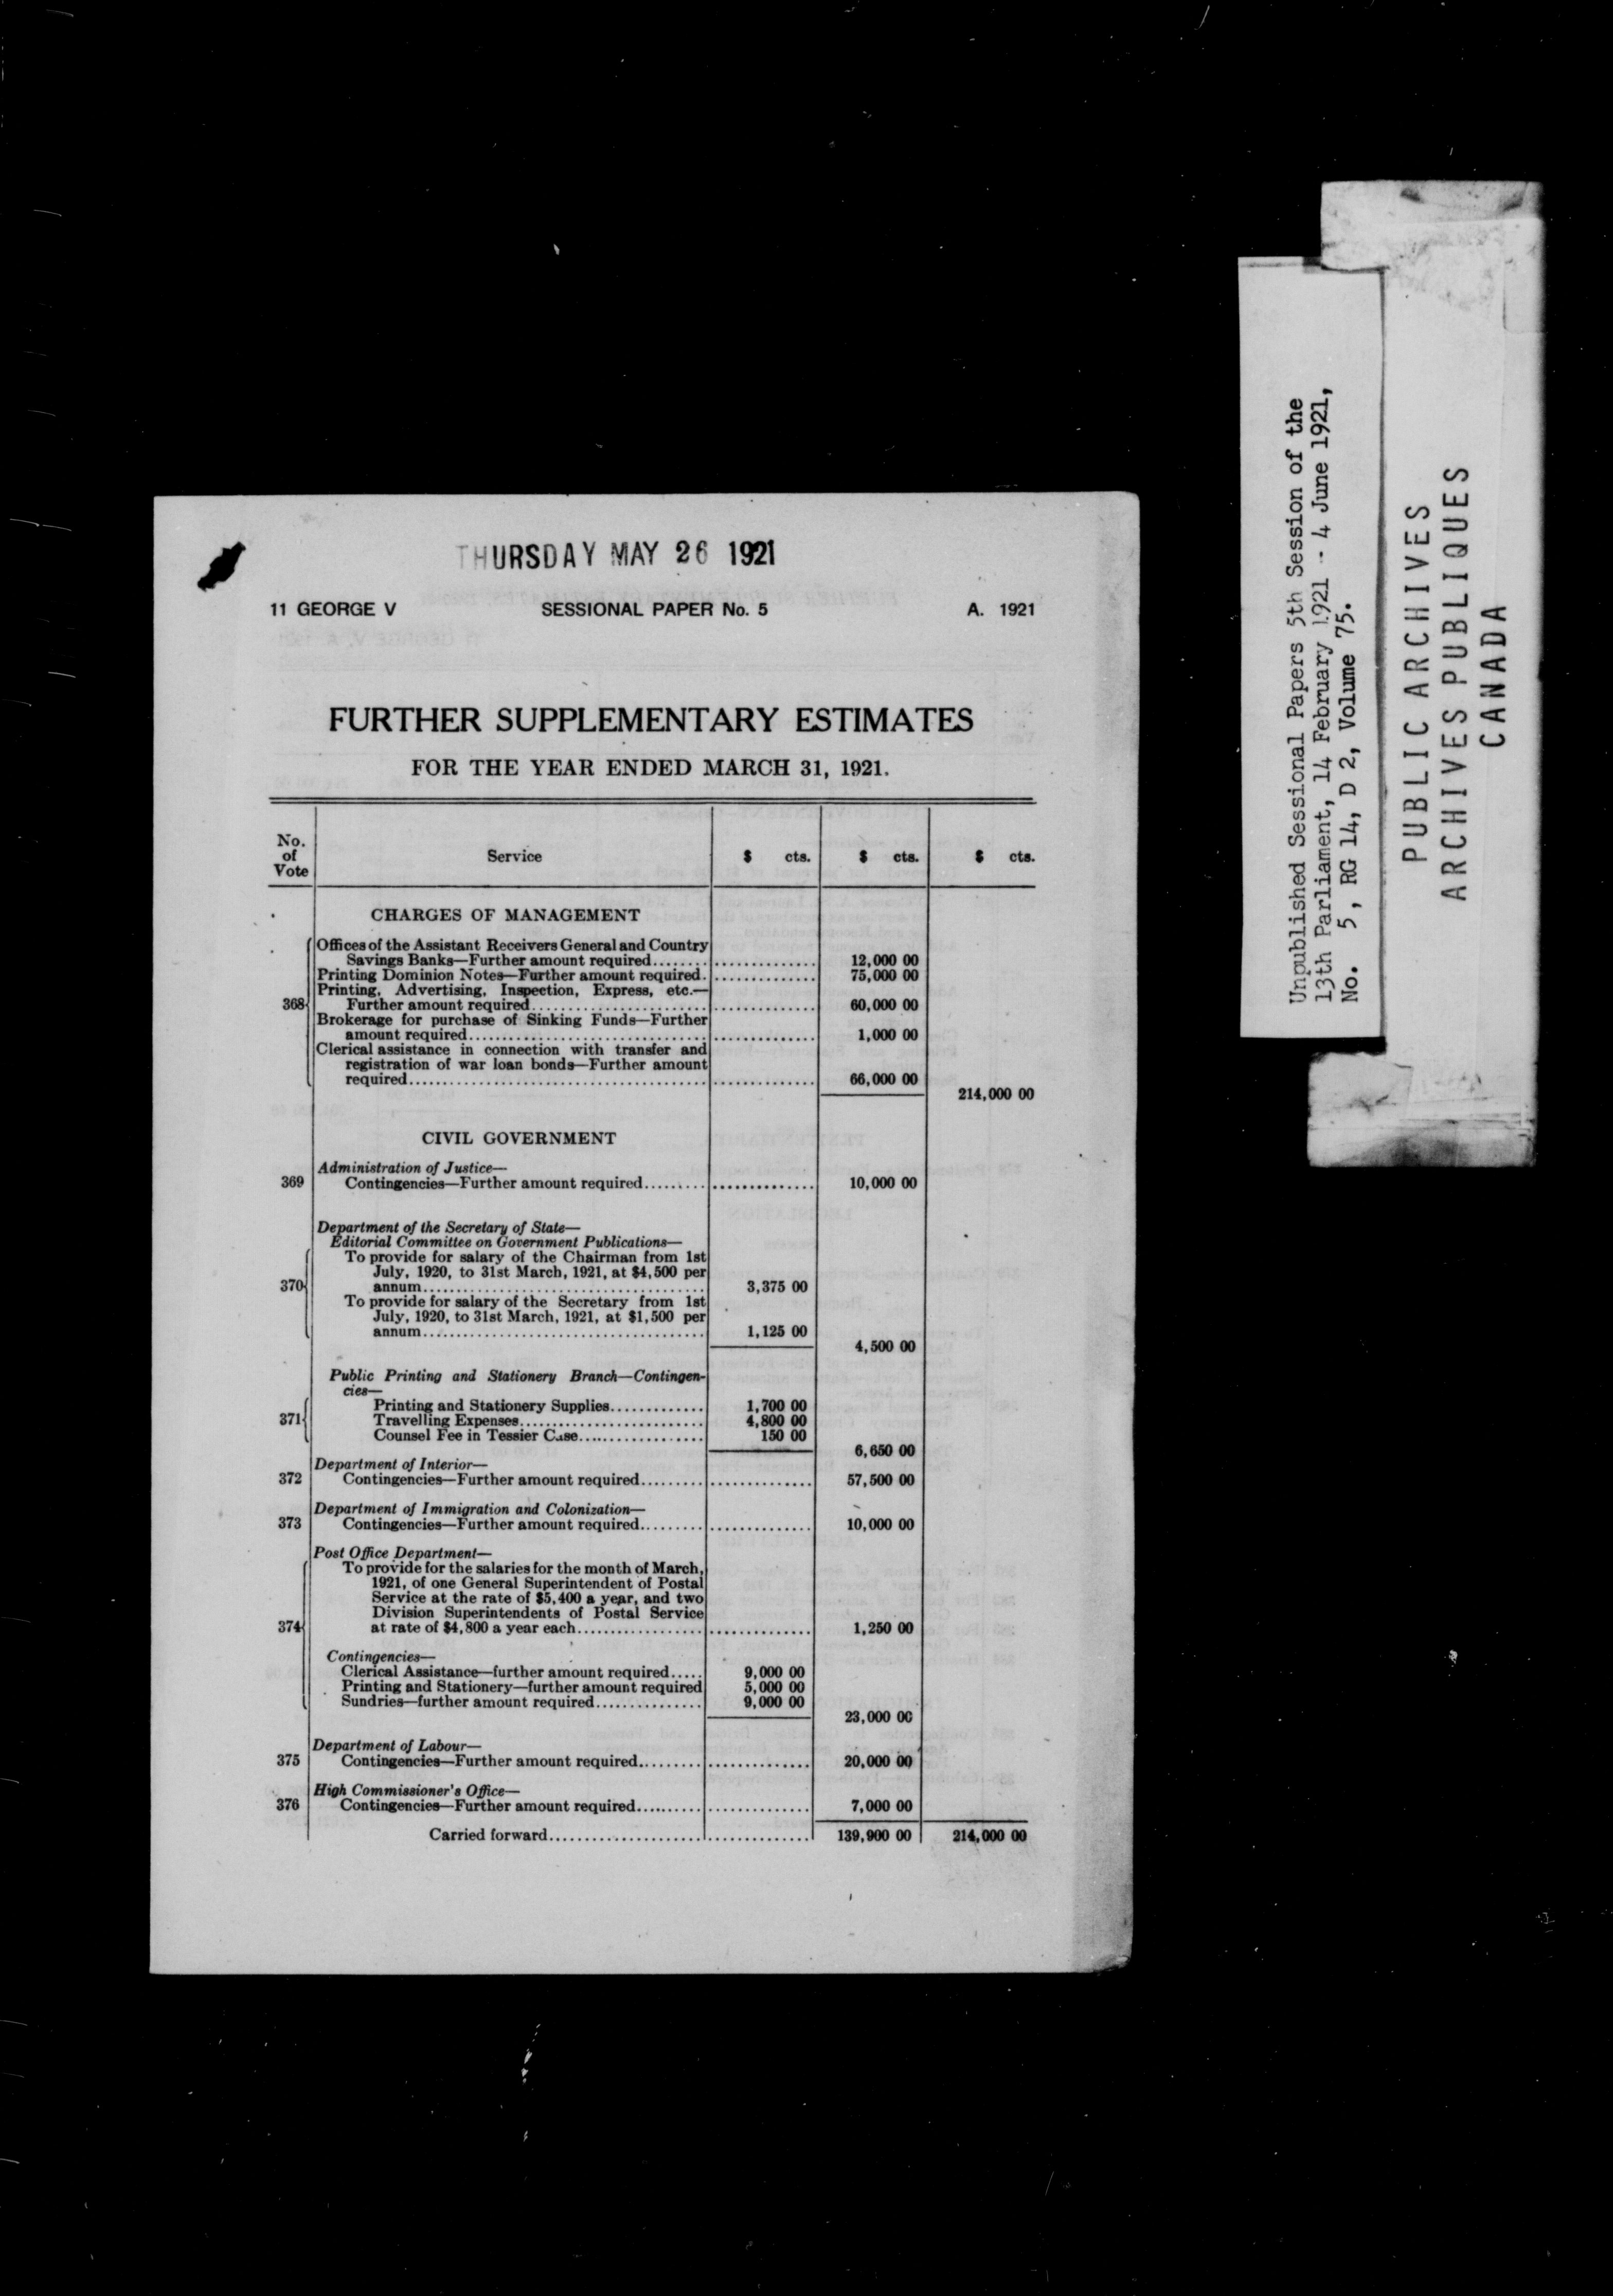 THURSDAY MAY 26 1921
11 GEORGE V SESSIONAL PAPER No. 5 A. 1921
FURTHER SUPPLEMENTARY ESTIMATES
FOR THE YEAR ENDED MARCH 31, 1921.
No. of Vote Service $ cts. $ cts. $ cts.
CHARGES OF MANAGEMENT
Offices of the Assistant Receivers General and Country
Savings Banks—Further amount required........ 12,000 00
Printing Dominion Notes—Further amount required. 75,000 00
Printing, Advertising, Inspection, Express, etc.—
368 Further amount required........ 60,000 00
Brokerage for purchase of Sinking Funds—Further
amount required........ 1,000 00
Clerical assistance in connection with transfer and
registration of war loan bonds—Further amount
required........ 66,000 00
214,000 00
CIVIL GOVERNMENT
Administration of Justice—
369 Contingencies—Further amount required........ 10,000 00
Department of the Secretary of State—
Editorial Committee on Government Publications—
To provide for salary of the Chairman from 1st
July, 1920, to 31st March, 1921, at $4,500 per
370 annum........ 3,375 00
To provide for salary of the Secretary from 1st
July, 1920, to 31st March, 1921, at $1,500 per
annum........ 1,125 00
4,500 00
Public Printing and Stationery Branch—Contingen-
cies—
Printing and Stationery Supplies........ 1,700 00
371 Travelling Expenses........ 4,800 00
Counsel Fee in Tessier Case........ 150 00
6,650 00
Department of Interior—
372 Contingencies—Further amount required........ 57,500 00
Department of Immigration and Colonization—
373 Contingencies—Further amount required........ 10,000 00
Post Office Department—
To provide for the salaries for the month of March,
1921, of one General Superintendent of Postal
Service at the rate of $5,400 a year, and two
Division Superintendents of Postal Service
374 at rate of $4,800 a year each........ 1,250 00
Contingencies—
Clerical Assistance—further amount required..... 9,000 00
Printing and Stationery—further amount required 5,000 00
Sundries—further amount required........ 9,000 00
23,000 00
Department of Labour—
375 Contingencies—Further amount required........ 20,000 00
High Commissioner's Office—
376 Contingencies—Further amount required........ 7,000 00
Carried forward........ 139,900 00 214,000 00
Unpublished Sessional Papers 5th Session of the
13th Parliament, 14 February 1921 - 4 June 1921,
No. 5, RG 14, D 2, Volume 75.
PUBLIC ARCHIVES
ARCHIVES PUBLIQUES
CANADA